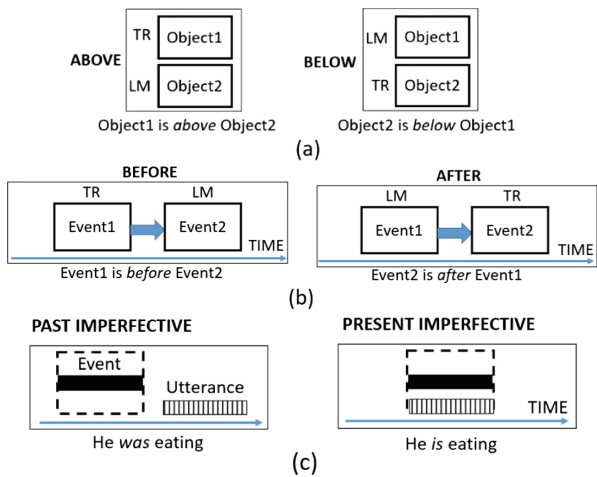 TR
Object1
ABOVE
LM
Object2
Object1 is above Object2
LM
Object1
BELOW
TR
Object2
Object2 is below Object1
(a)
BEFORE
TR LM
Event1 Event2
TIME
Event1 is before Event2
AFTER
LM TR
Event1 Event2
TIME
Event2 is after Event1
(b)
PAST IMPERFECTIVE
Event
Utterance
He was eating
PRESENT IMPERFECTIVE
TIME
He is eating
(c)